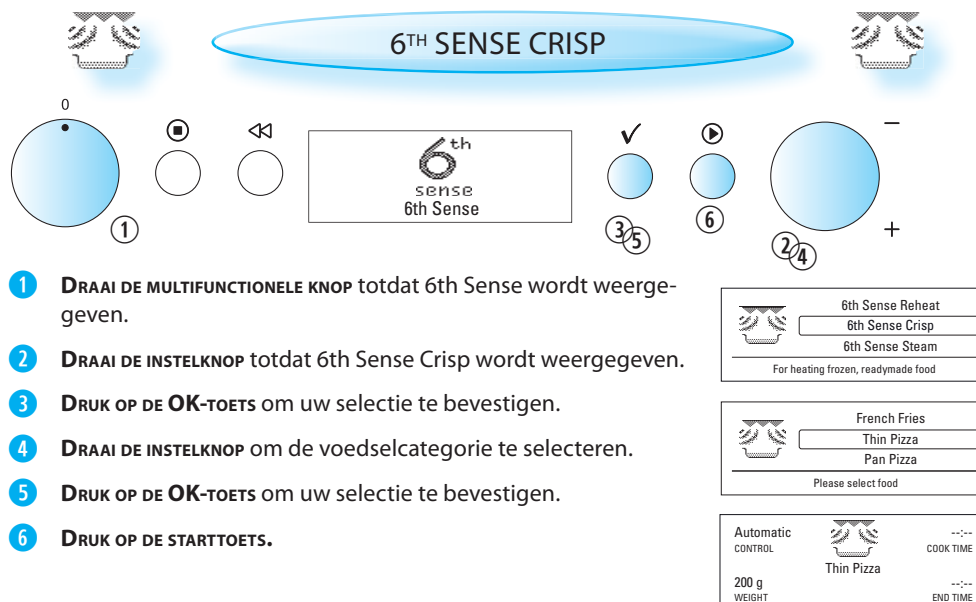 6TH SENSE CRISP
0
6th
sense
6th Sense
1
3
5
6
2
4
–
+
1 DRAAI DE MULTIFUNCTIONELE KNOP totdat 6th Sense wordt weerge-
geven.
2 DRAAI DE INSTELKNOP totdat 6th Sense Crisp wordt weergegeven.
3 DRUK OP DE OK-TOETS om uw selectie te bevestigen.
4 DRAAI DE INSTELKNOP om de voedselcategorie te selecteren.
5 DRUK OP DE OK-TOETS om uw selectie te bevestigen.
6 DRUK OP DE STARTTOETS.
6th Sense Reheat
6th Sense Crisp
6th Sense Steam
For heating frozen, readymade food
French Fries
Thin Pizza
Pan Pizza
Please select food
Automatic --:--
CONTROL COOK TIME
Thin Pizza
200 g --:--
WEIGHT END TIME